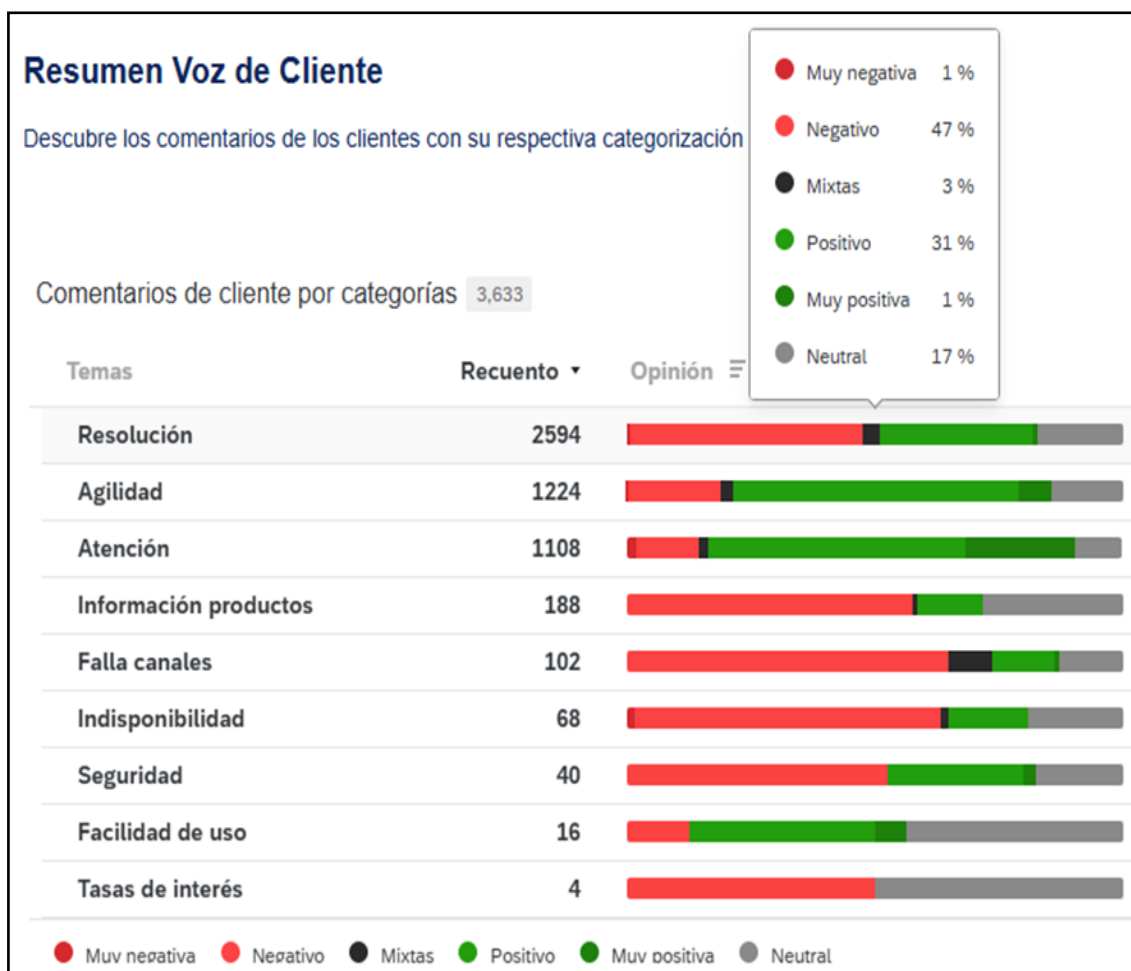 Resumen Voz de Cliente
Descubre los comentarios de los clientes con su respectiva categorización
Muy negativa 1 %
Negativo 47 %
Mixtas 3 %
Positivo 31 %
Muy positiva 1 %
Neutral 17 %
Comentarios de cliente por categorías 3,633
Temas Recuento Opinión
Resolución 2594
Agilidad 1224
Atención 1108
Información productos 188
Falla canales 102
Indisponibilidad 68
Seguridad 40
Facilidad de uso 16
Tasas de interés 4
Muy negativa Negativo Mixtas Positivo Muy positiva Neutral